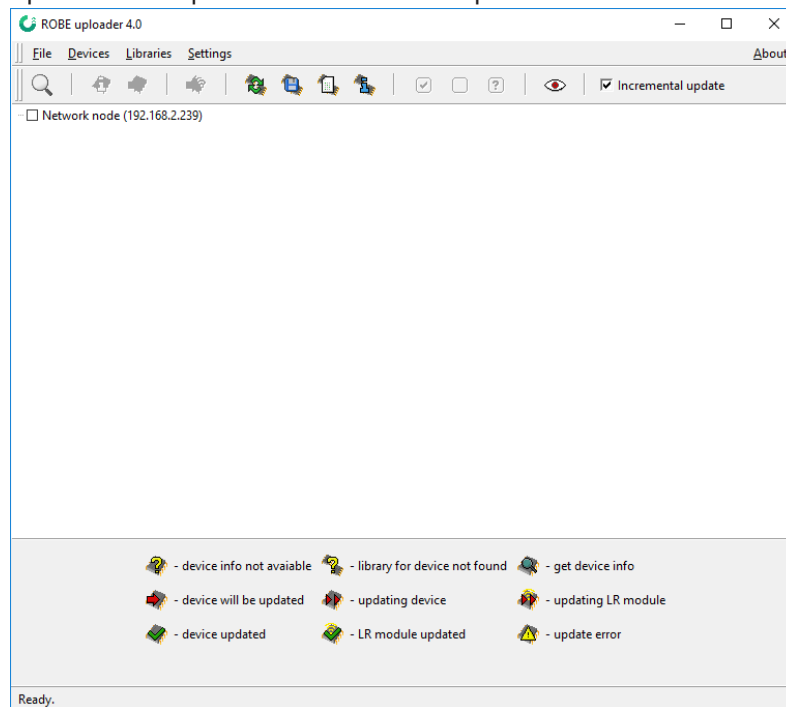 ROBE uploader 4.0
File Devices Libraries Settings About
Incremental update
Network node (192.168.2.239)
- device info not avaiable - library for device not found - get device info
- device will be updated - updating device - updating LR module
- device updated - LR module updated - update error
Ready.